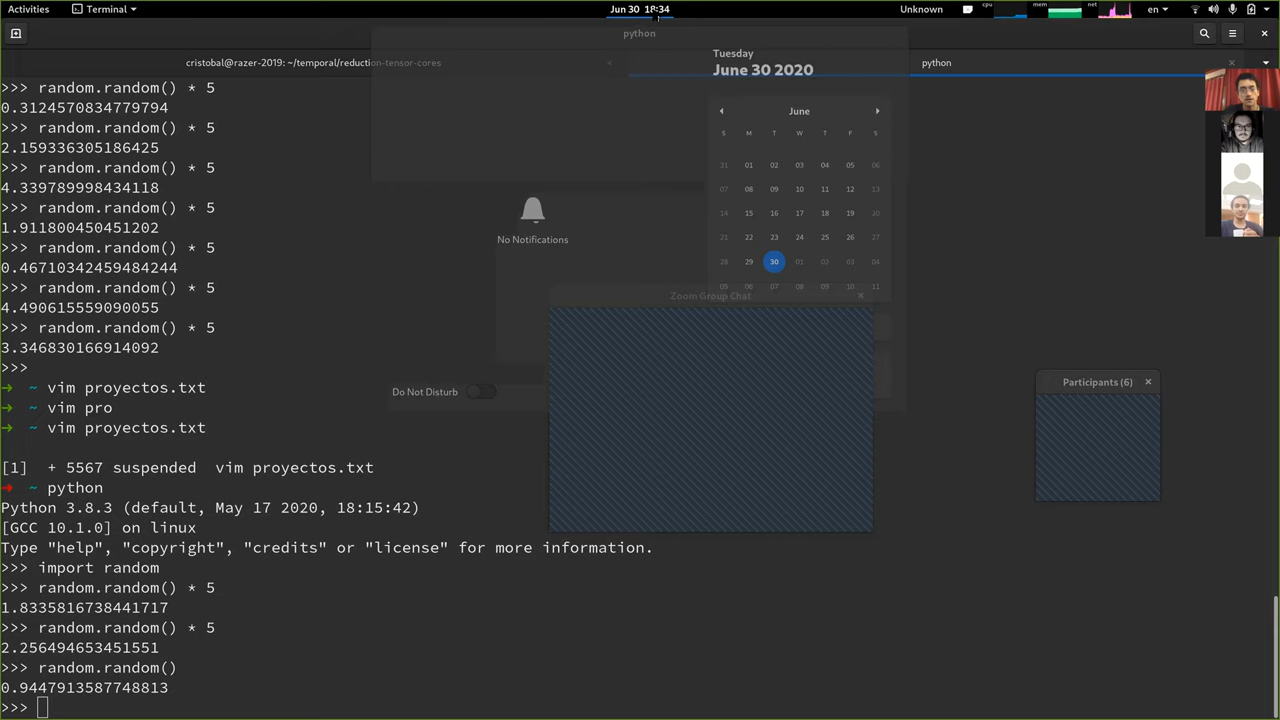 Activities
Terminal
Jun 30 18:34
Unknown
cpu
mem
net
en
python
cristobal@razer-2019: ~/temporal/reduction-tensor-cores
python
>>> random.random() * 5
0.3124570834779794
>>> random.random() * 5
2.159336305186425
>>> random.random() * 5
4.339789998434118
>>> random.random() * 5
1.911800450451202
>>> random.random() * 5
0.46710342459484244
>>> random.random() * 5
4.490615559090055
>>> random.random() * 5
3.346830166914092
>>>
→ ~ vim proyectos.txt
→ ~ vim pro
→ ~ vim proyectos.txt
[1]  + 5567 suspended  vim proyectos.txt
→ ~ python
Python 3.8.3 (default, May 17 2020, 18:15:42)
[GCC 10.1.0] on linux
Type "help", "copyright", "credits" or "license" for more information.
>>> import random
>>> random.random() * 5
1.8335816738441717
>>> random.random() * 5
2.256494653451551
>>> random.random()
0.9447913587748813
>>>
No Notifications
Do Not Disturb
Tuesday
June 30 2020
June
S M T W T F S
31 01 02 03 04 05 06
07 08 09 10 11 12 13
14 15 16 17 18 19 20
21 22 23 24 25 26 27
28 29 30 01 02 03 04
05 06 07 08 09 10 11
Zoom Group Chat
Participants (6)